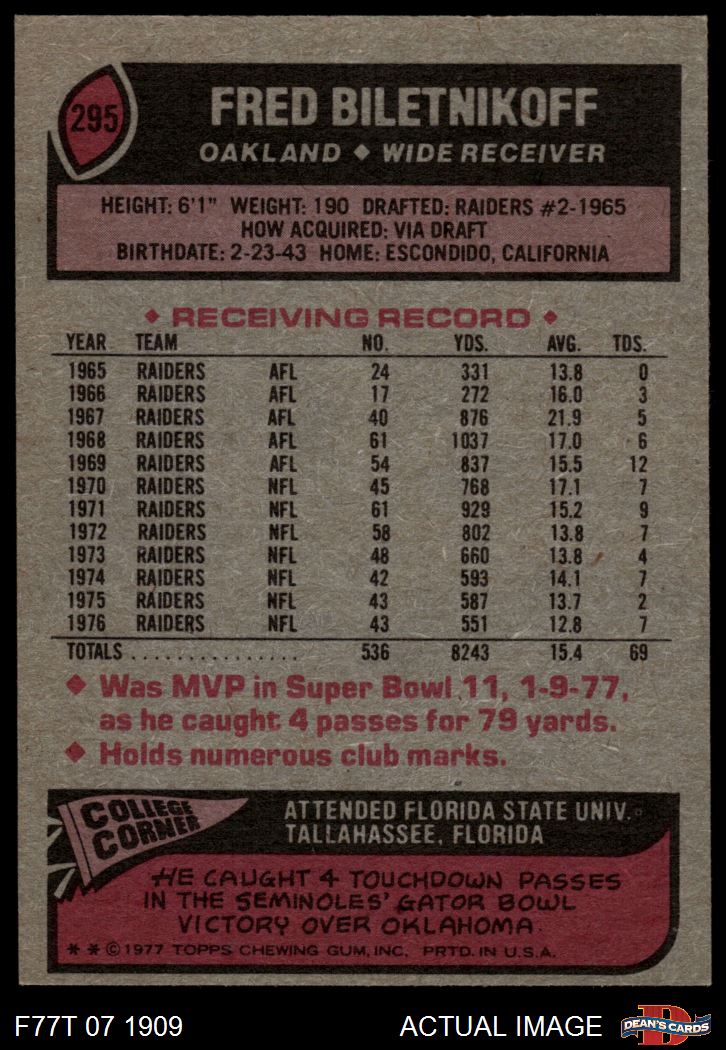 295
FRED BILETNIKOFF
OAKLAND ◆ WIDE RECEIVER
HEIGHT: 6'1" WEIGHT: 190 DRAFTED: RAIDERS #2-1965
HOW ACQUIRED: VIA DRAFT
BIRTHDATE: 2-23-43 HOME: ESCONDIDO, CALIFORNIA
◆ RECEIVING RECORD ◆
YEAR TEAM NO. YDS. AVG. TDS.
1965 RAIDERS AFL 24 331 13.8 0
1966 RAIDERS AFL 17 272 16.0 3
1967 RAIDERS AFL 40 876 21.9 5
1968 RAIDERS AFL 61 1037 17.0 6
1969 RAIDERS AFL 54 837 15.5 12
1970 RAIDERS NFL 45 768 17.1 7
1971 RAIDERS NFL 61 929 15.2 9
1972 RAIDERS NFL 58 802 13.8 7
1973 RAIDERS NFL 48 660 13.8 4
1974 RAIDERS NFL 42 593 14.1 7
1975 RAIDERS NFL 43 587 13.7 2
1976 RAIDERS NFL 43 551 12.8 7
TOTALS ................ 536 8243 15.4 69
◆ Was MVP in Super Bowl 11, 1-9-77,
as he caught 4 passes for 79 yards.
◆ Holds numerous club marks.
COLLEGE
CORNER
ATTENDED FLORIDA STATE UNIV.
TALLAHASSEE, FLORIDA
HE CAUGHT 4 TOUCHDOWN PASSES
IN THE SEMINOLES' GATOR BOWL
VICTORY OVER OKLAHOMA.
* * © 1977 TOPPS CHEWING GUM, INC. PRTD. IN U.S.A.
F77T 07 1909 ACTUAL IMAGE
D
DEAN'S CARDS